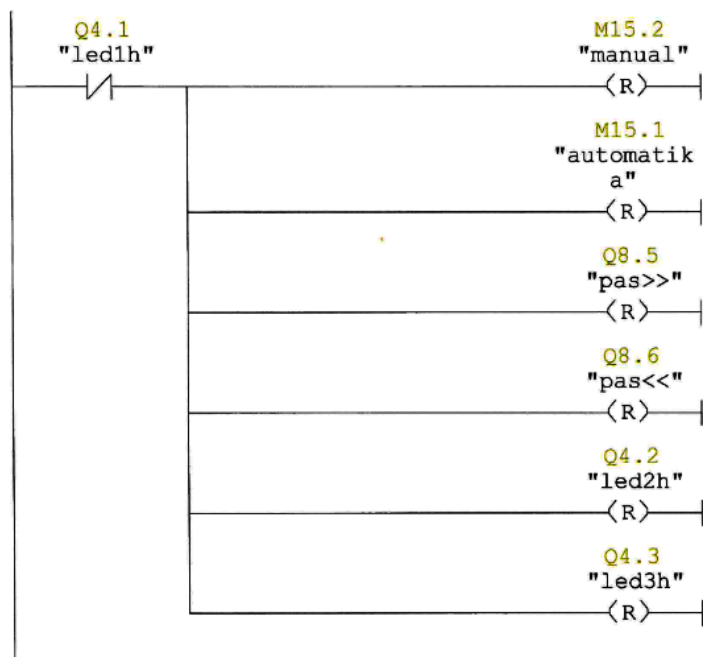 Q4.1
"led1h"
M15.2
"manual"
(R)
M15.1
"automatik
a"
(R)
Q8.5
"pas>>"
(R)
Q8.6
"pas<<"
(R)
Q4.2
"led2h"
(R)
Q4.3
"led3h"
(R)